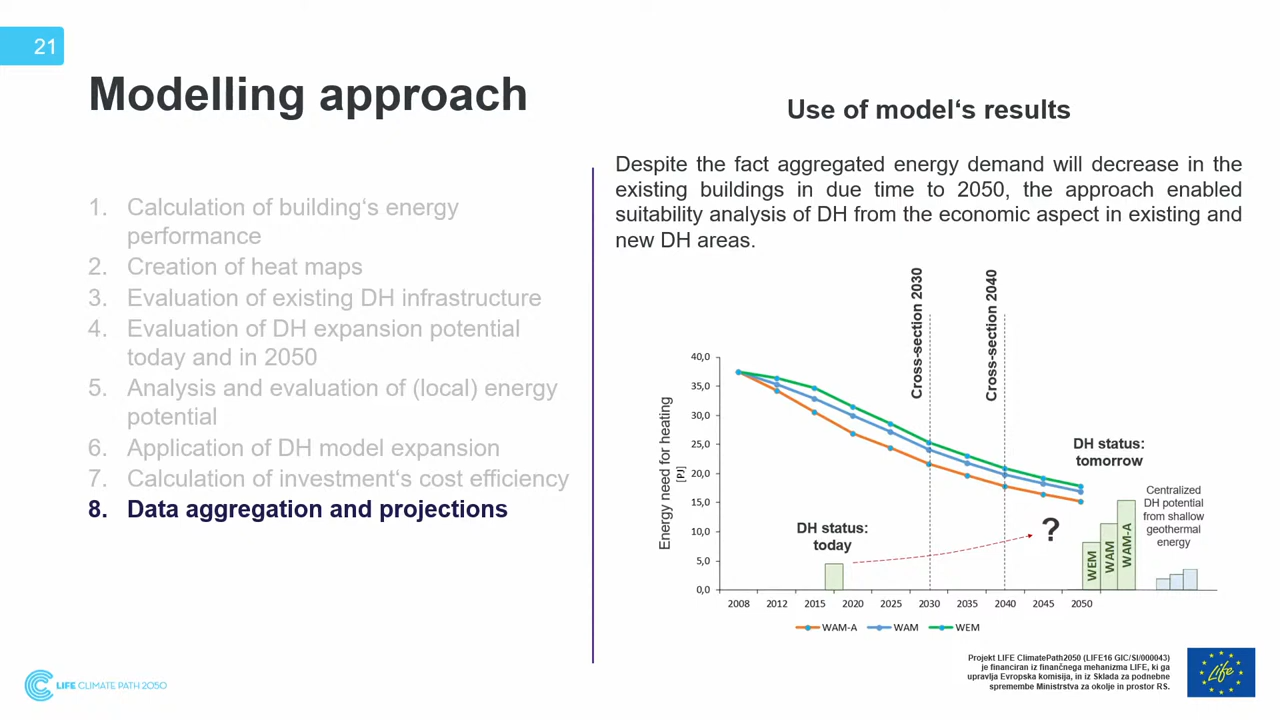 21
Modelling approach
1. Calculation of building‘s energy
performance
2. Creation of heat maps
3. Evaluation of existing DH infrastructure
4. Evaluation of DH expansion potential
today and in 2050
5. Analysis and evaluation of (local) energy
potential
6. Application of DH model expansion
7. Calculation of investment‘s cost efficiency
8. Data aggregation and projections
Use of model‘s results
Despite the fact aggregated energy demand will decrease in the
existing buildings in due time to 2050, the approach enabled
suitability analysis of DH from the economic aspect in existing and
new DH areas.
Cross-section 2030
Cross-section 2040
Energy need for heating
[PJ]
40,0
35,0
30,0
25,0
20,0
15,0
10,0
5,0
0,0
DH status:
today
?
DH status:
tomorrow
WEM
WAM
WAM-A
Centralized
DH potential
from shallow
geothermal
energy
2008 2012 2015 2020 2025 2030 2035 2040 2045 2050
WAM-A WAM WEM
LIFE CLIMATE PATH 2050
Projekt LIFE ClimatePath2050 (LIFE16 GIC/SI/000043)
je financiran iz finančnega mehanizma LIFE, ki ga
upravlja Evropska komisija, in iz Sklada za podnebne
spremembe Ministrstva za okolje in prostor RS.
Life